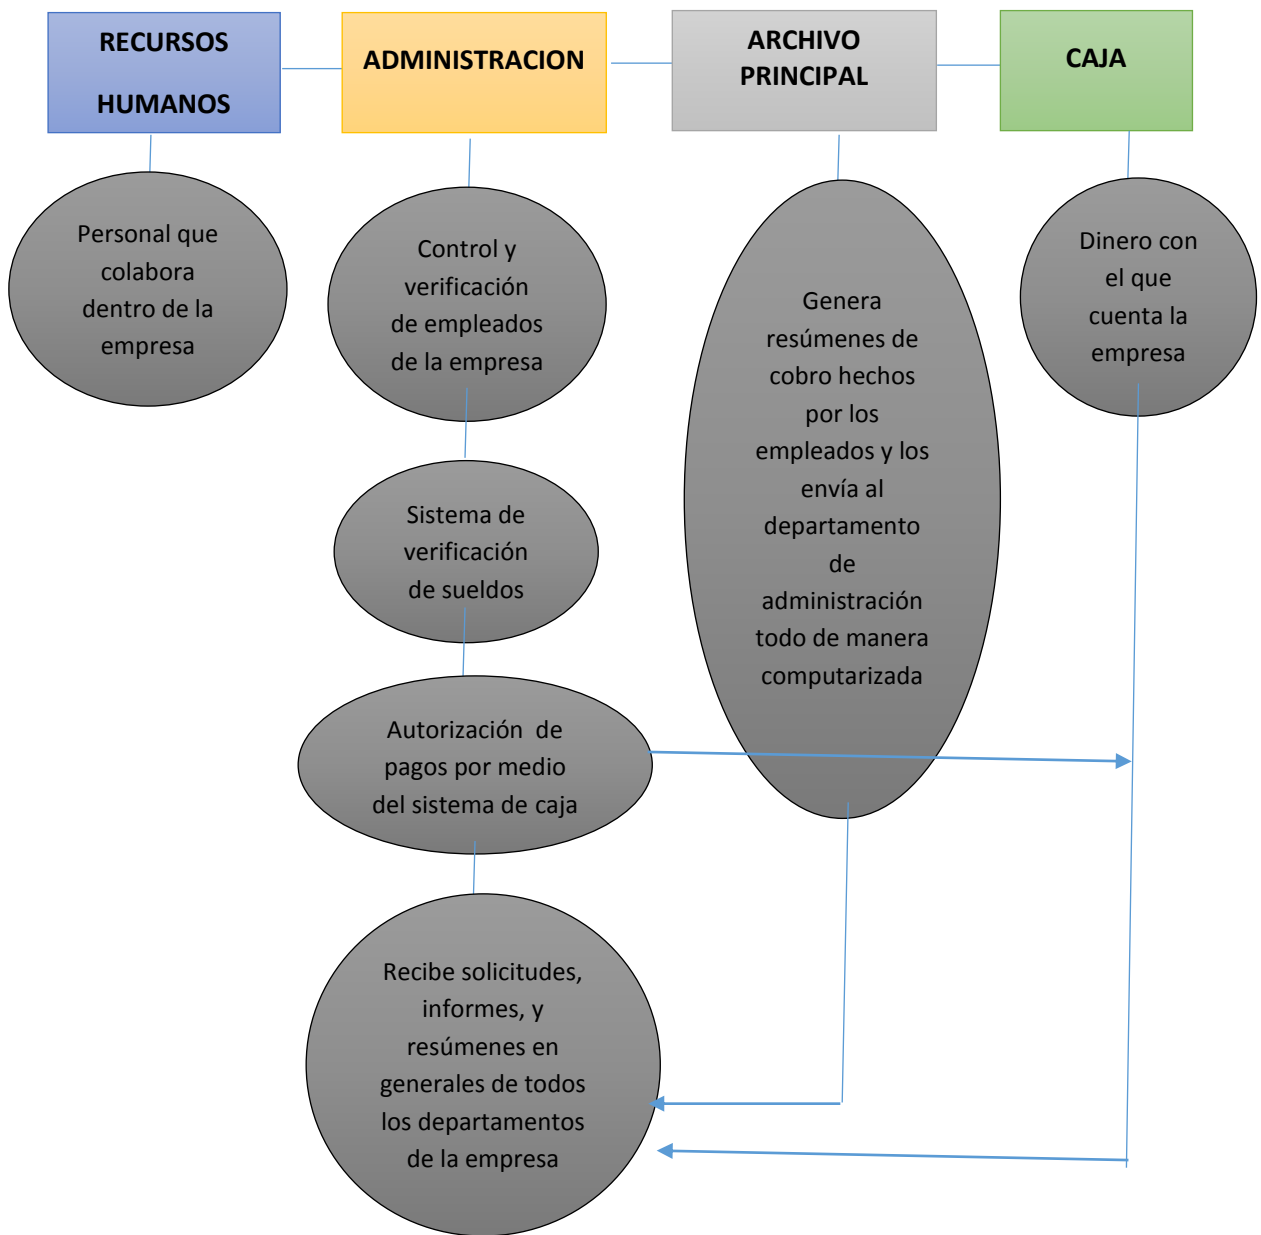 RECURSOS
HUMANOS
ADMINISTRACION
ARCHIVO
PRINCIPAL
CAJA
Personal que
colabora
dentro de la
empresa
Control y
verificación
de empleados
de la empresa
Sistema de
verificación
de sueldos
Autorización  de
pagos por medio
del sistema de caja
Recibe solicitudes,
informes, y
resúmenes en
generales de todos
los departamentos
de la empresa
Genera
resúmenes de
cobro hechos
por los
empleados y los
envía al
departamento
de
administración
todo de manera
computarizada
Dinero con
el que
cuenta la
empresa